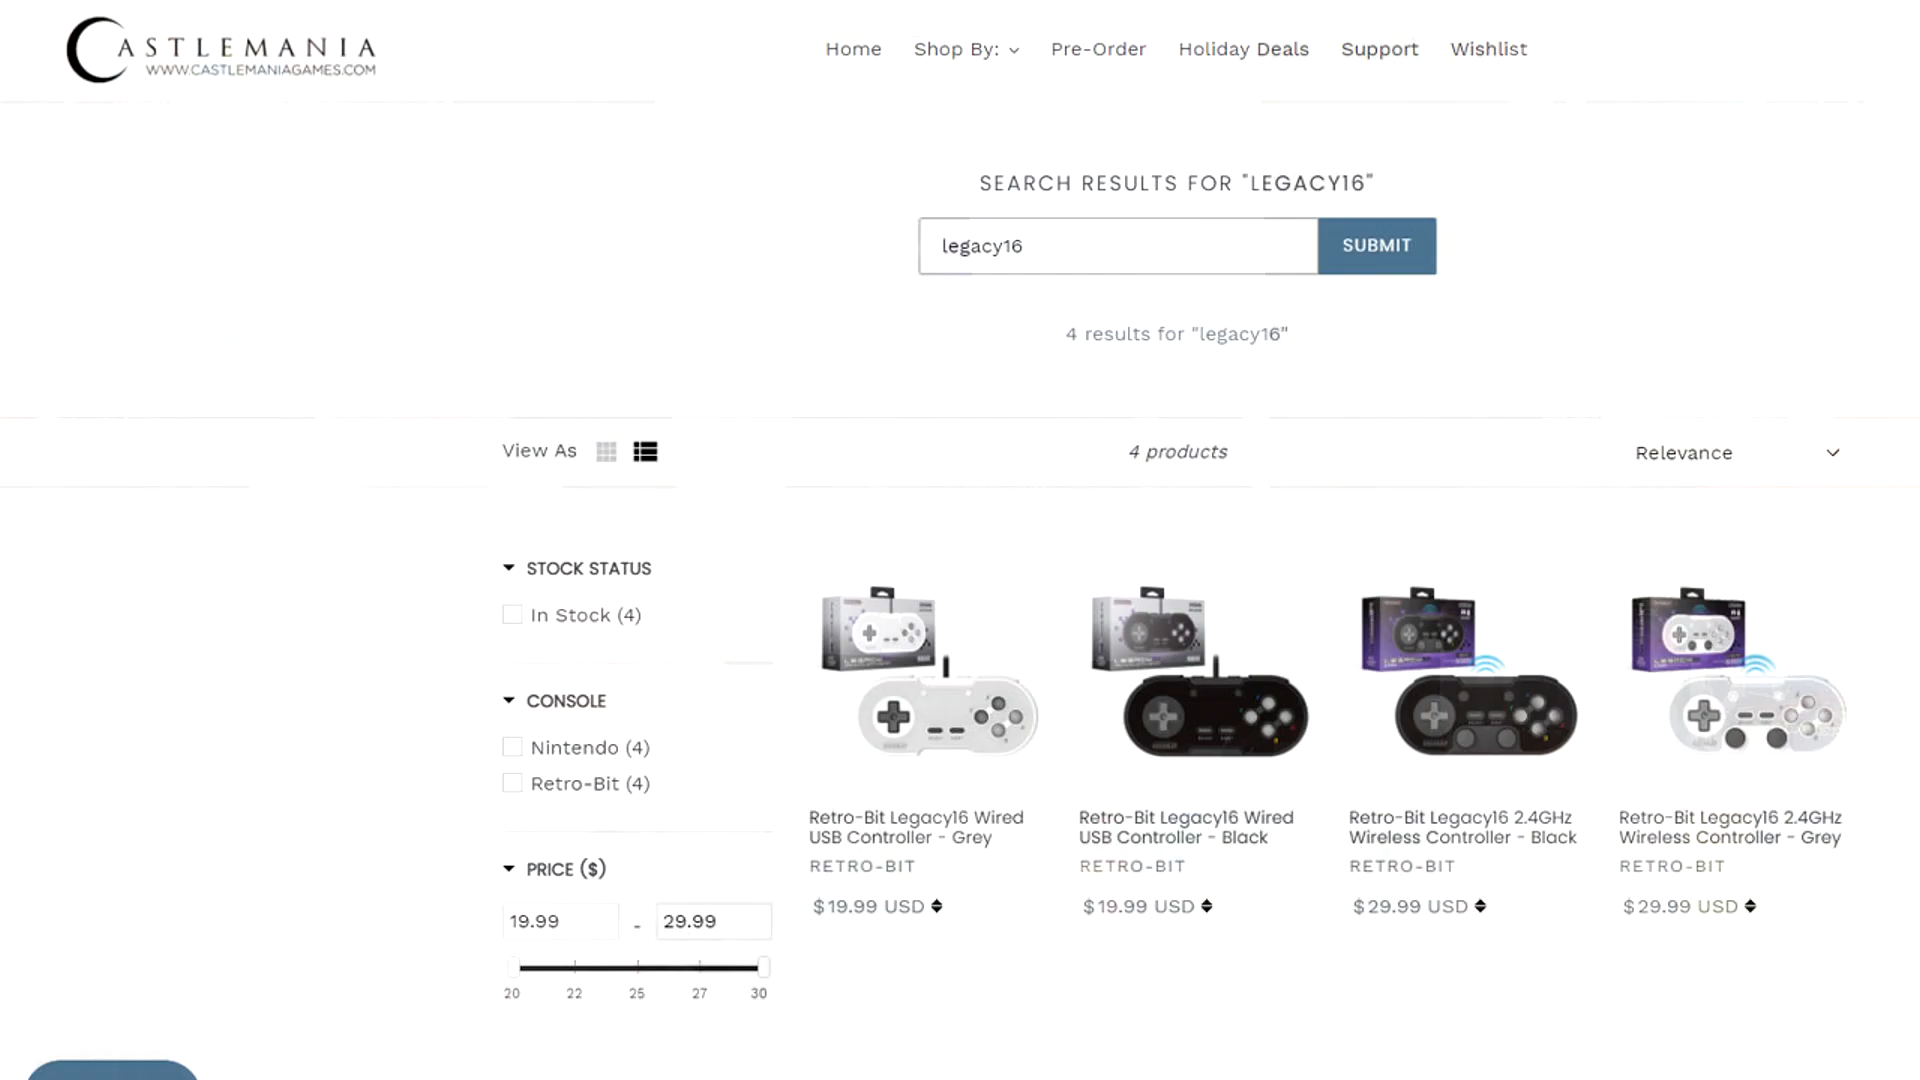 CASTLEMANIA
WWW.CASTLEMANIAGAMES.COM
Home Shop By: Pre-Order Holiday Deals Support Wishlist
SEARCH RESULTS FOR "LEGACY16"
legacy16 SUBMIT
4 results for "legacy16"
View As 4 products Relevance
STOCK STATUS
In Stock (4)
CONSOLE
Nintendo (4)
Retro-Bit (4)
PRICE ($)
19.99 - 29.99
20 22 25 27 30
Retro-Bit Legacy16 Wired
USB Controller - Grey
RETRO-BIT
$19.99 USD
Retro-Bit Legacy16 Wired
USB Controller - Black
RETRO-BIT
$19.99 USD
Retro-Bit Legacy16 2.4GHz
Wireless Controller - Black
RETRO-BIT
$29.99 USD
Retro-Bit Legacy16 2.4GHz
Wireless Controller - Grey
RETRO-BIT
$29.99 USD